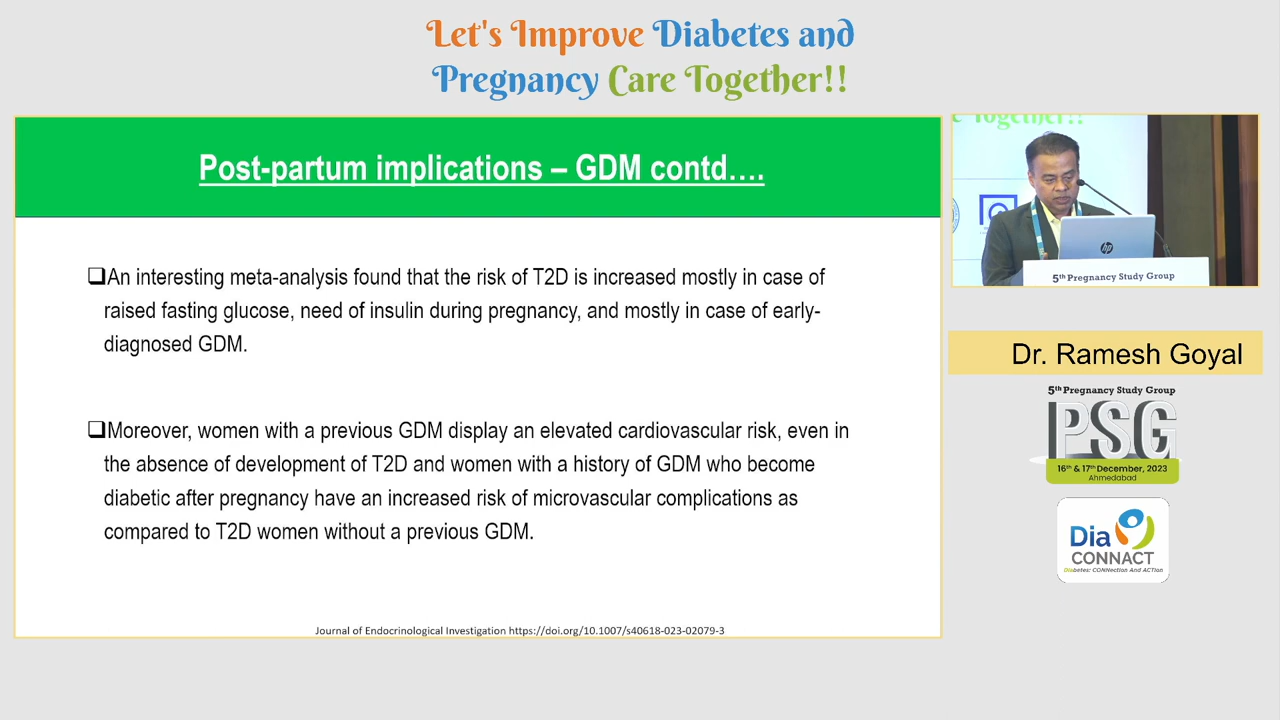 Let's Improve Diabetes and
Pregnancy Care Together!!
Post-partum implications – GDM contd....
❑An interesting meta-analysis found that the risk of T2D is increased mostly in case of
raised fasting glucose, need of insulin during pregnancy, and mostly in case of early-
diagnosed GDM.
❑Moreover, women with a previous GDM display an elevated cardiovascular risk, even in
the absence of development of T2D and women with a history of GDM who become
diabetic after pregnancy have an increased risk of microvascular complications as
compared to T2D women without a previous GDM.
Journal of Endocrinological Investigation https://doi.org/10.1007/s40618-023-02079-3
e Together!!
hp
5th Pregnancy Study Group
Dr. Ramesh Goyal
5th Pregnancy Study Group
PSG
16th & 17th December, 2023
Ahmedabad
Dia
CONNACT
Diabetes: CONNection And ACTion